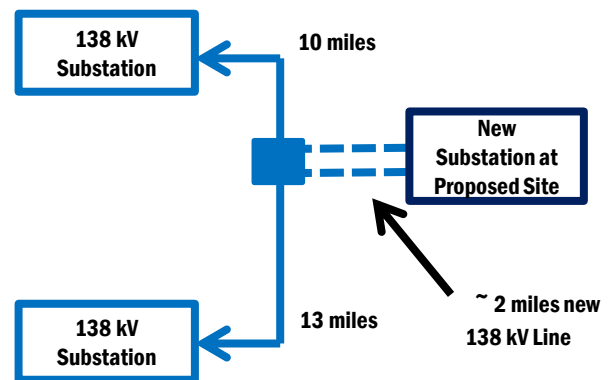 138 kV
Substation
10 miles
New
Substation at
Proposed Site
138 kV
Substation
13 miles
~ 2 miles new
138 kV Line